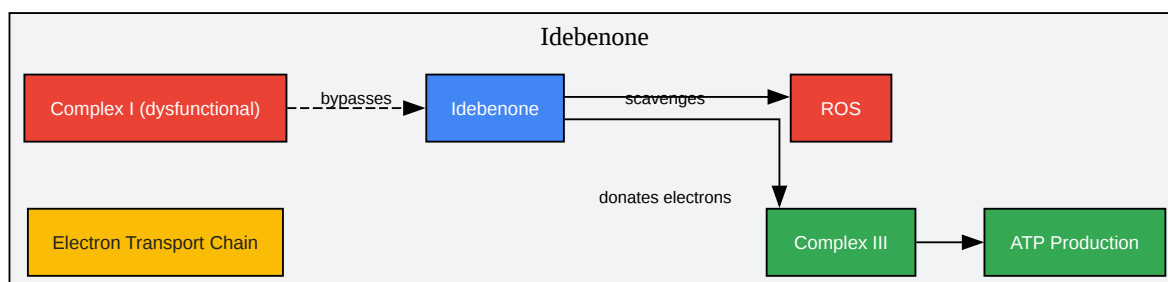 Idebenone
Complex I (dysfunctional)
bypasses
Idebenone
scavenges
ROS
donates electrons
Electron Transport Chain
Complex III
ATP Production